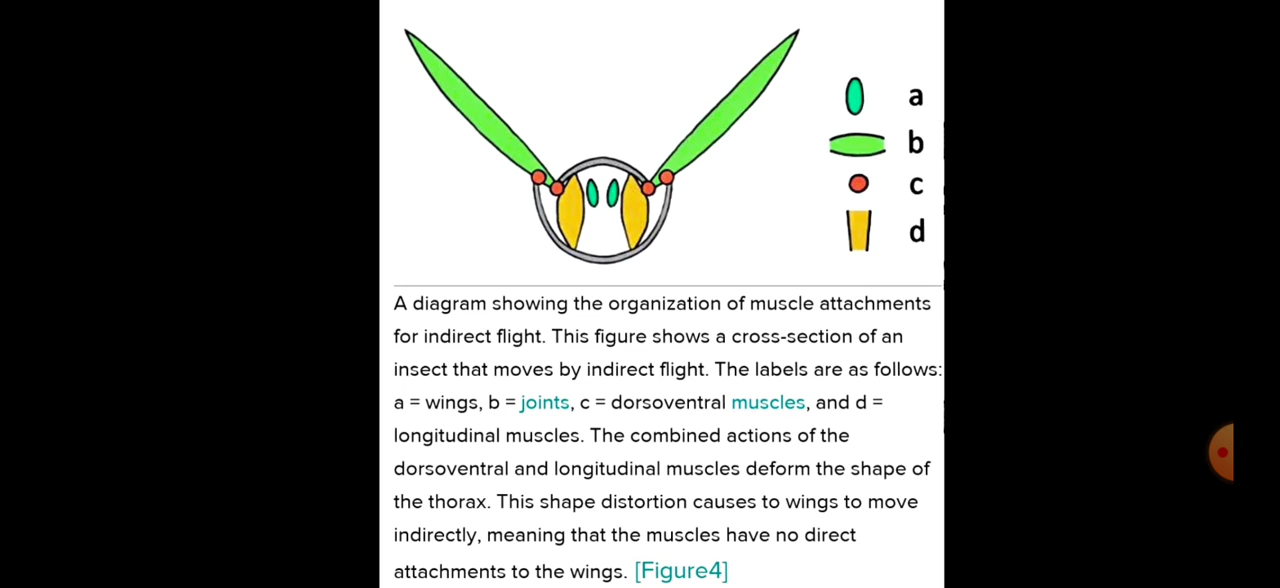 a
b
c
d
A diagram showing the organization of muscle attachments
for indirect flight. This figure shows a cross-section of an
insect that moves by indirect flight. The labels are as follows:
a = wings, b = joints, c = dorsoventral muscles, and d =
longitudinal muscles. The combined actions of the
dorsoventral and longitudinal muscles deform the shape of
the thorax. This shape distortion causes to wings to move
indirectly, meaning that the muscles have no direct
attachments to the wings. [Figure4]